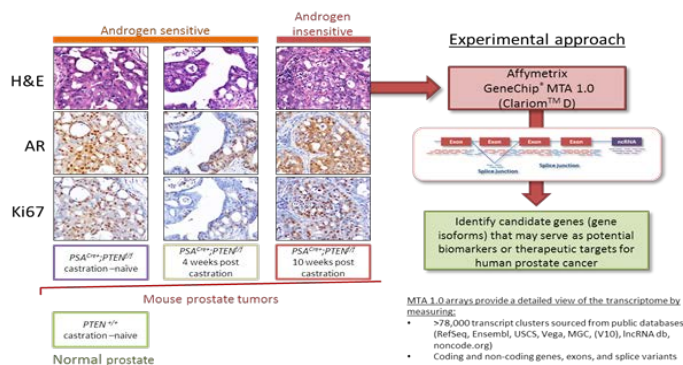 Androgen sensitive
Androgen
insensitive
H&E
AR
Ki67
PSACre+;PTENf/f
castration –naïve
PSACre+;PTENf/f
4 weeks post
castration
PSACre+;PTENf/f
10 weeks post
castration
Mouse prostate tumors
PTEN +/+
castration –naïve
Normal prostate
Experimental approach
Affymetrix
GeneChip® MTA 1.0
(Clariom™ D)
Exon
Exon
Exon
Exon
ncRNA
Splice Junction
Splice Junction
Identify candidate genes (gene
isoforms) that may serve as potential
biomarkers or therapeutic targets for
human prostate cancer
MTA 1.0 arrays provide a detailed view of the transcriptome by
measuring:
• >78,000 transcript clusters sourced from public databases
(RefSeq, Ensembl, USCS, Vega, MGC, (V10), lncRNA db,
noncode.org)
• Coding and non-coding genes, exons, and splice variants